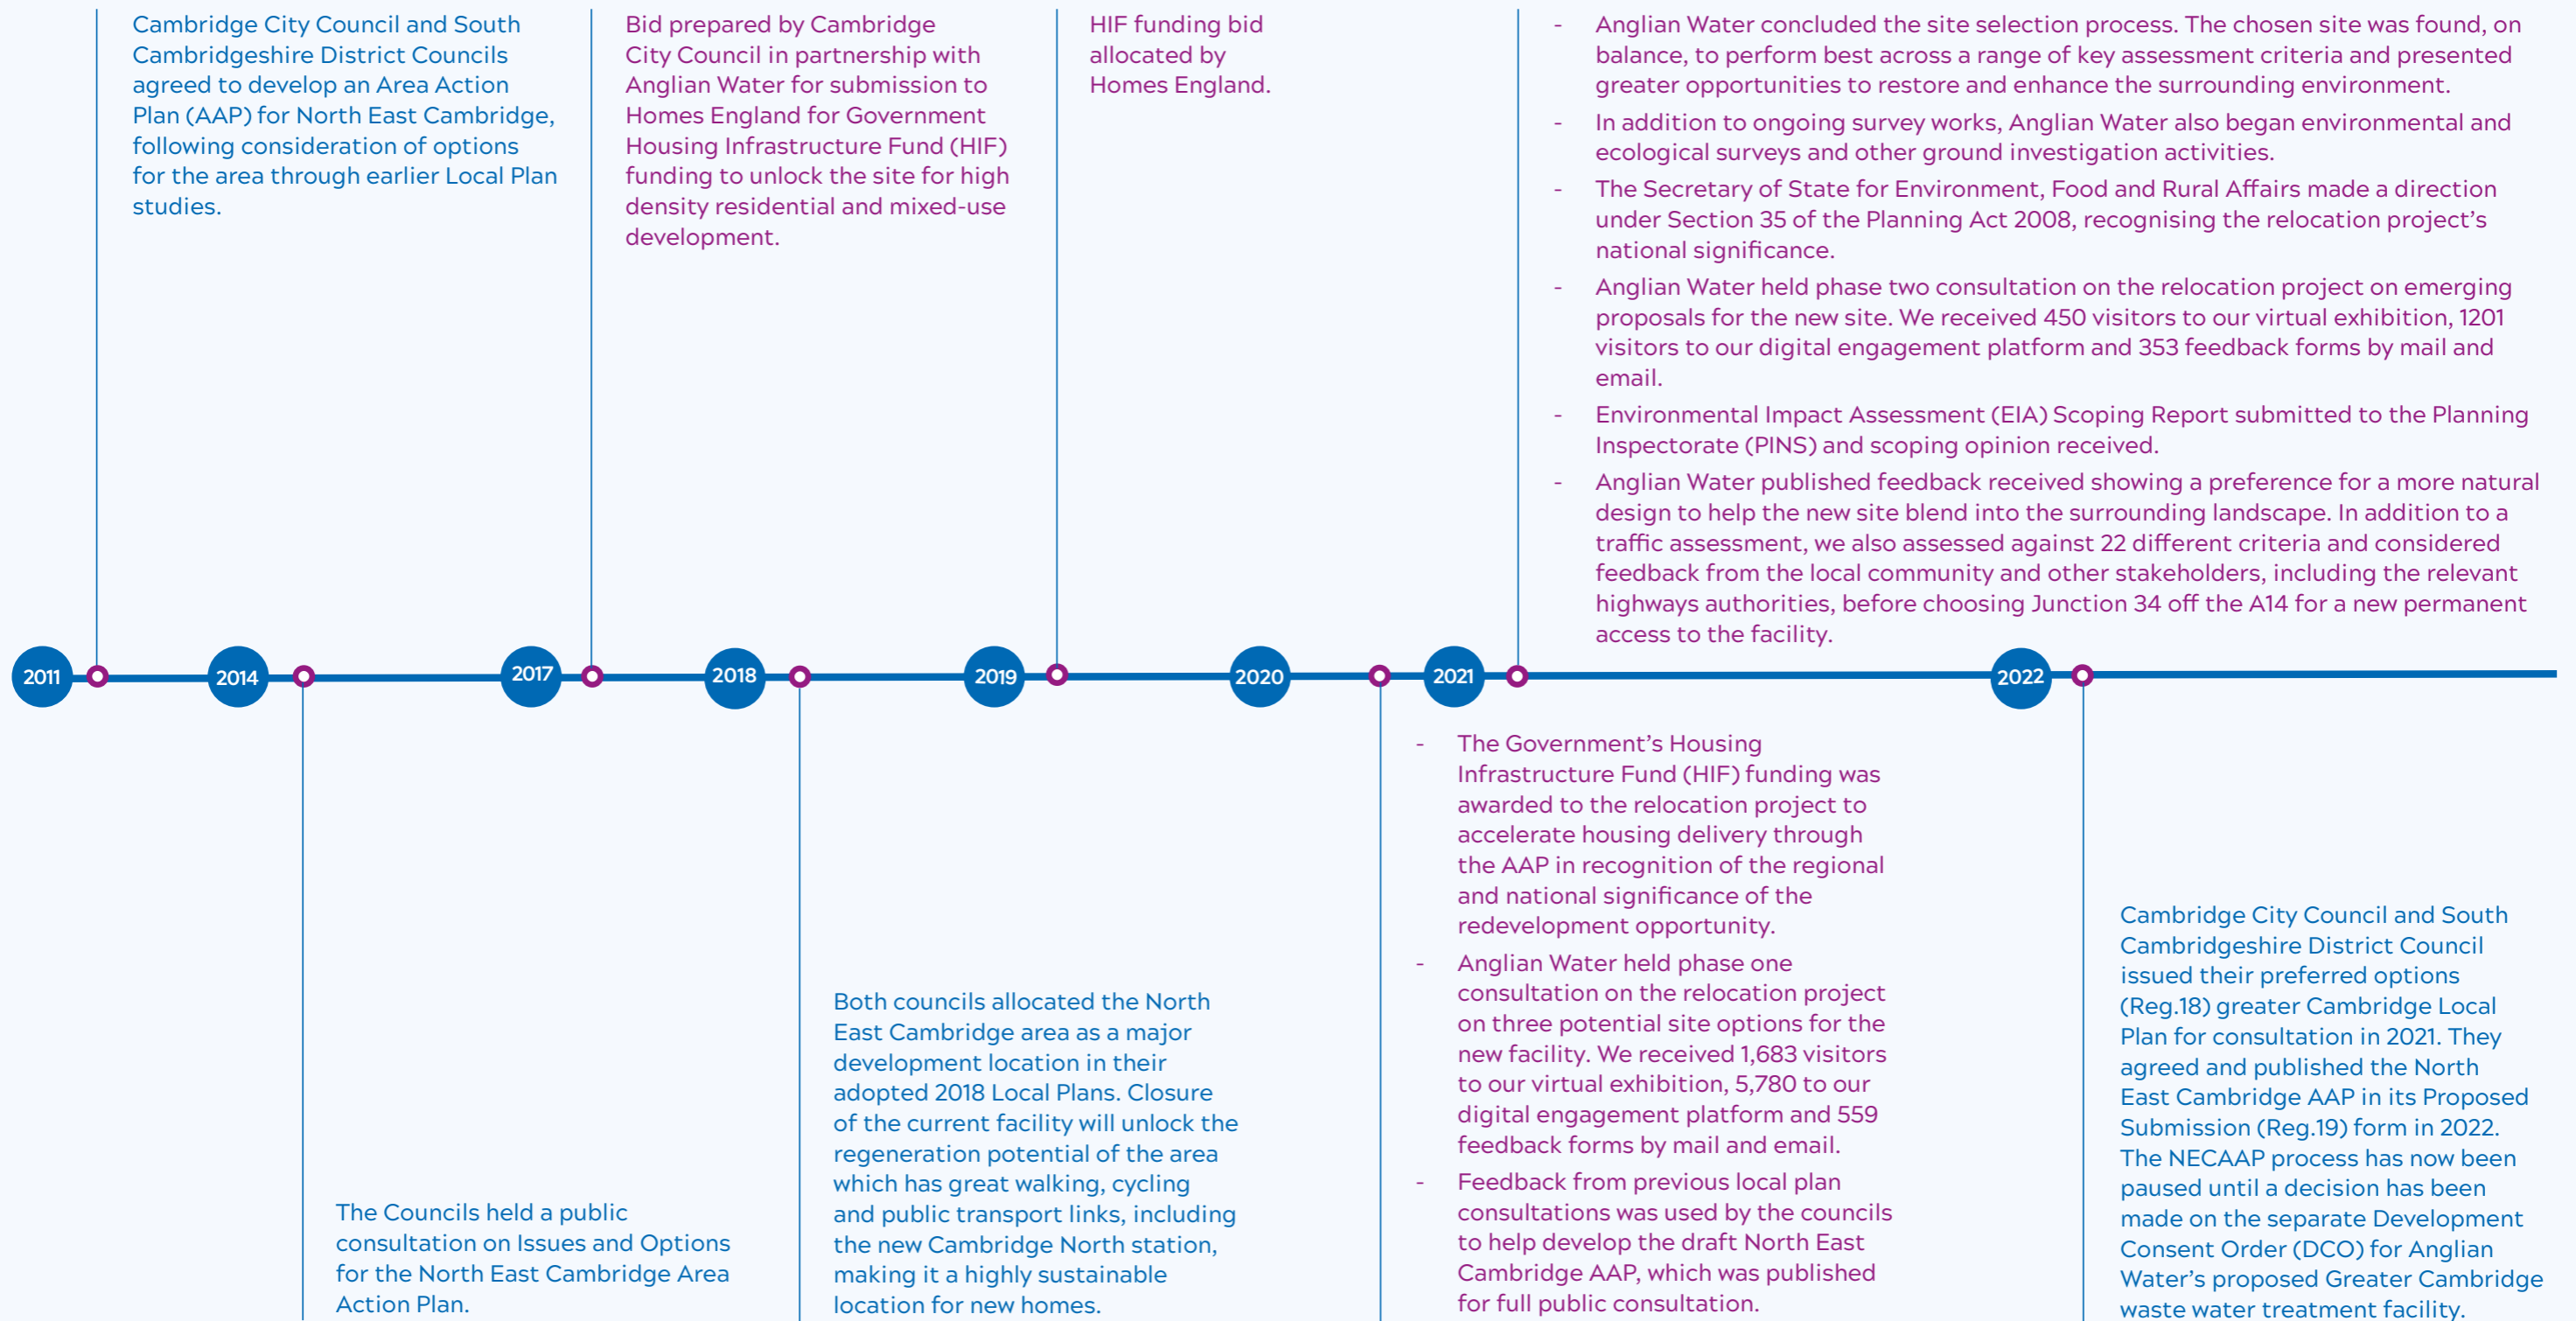 Cambridge City Council and South
Cambridgeshire District Councils
agreed to develop an Area Action
Plan (AAP) for North East Cambridge,
following consideration of options
for the area through earlier Local Plan
studies.
Bid prepared by Cambridge
City Council in partnership with
Anglian Water for submission to
Homes England for Government
Housing Infrastructure Fund (HIF)
funding to unlock the site for high
density residential and mixed-use
development.
HIF funding bid
allocated by
Homes England.
- Anglian Water concluded the site selection process. The chosen site was found, on
balance, to perform best across a range of key assessment criteria and presented
greater opportunities to restore and enhance the surrounding environment.
- In addition to ongoing survey works, Anglian Water also began environmental and
ecological surveys and other ground investigation activities.
- The Secretary of State for Environment, Food and Rural Affairs made a direction
under Section 35 of the Planning Act 2008, recognising the relocation project's
national significance.
- Anglian Water held phase two consultation on the relocation project on emerging
proposals for the new site. We received 450 visitors to our virtual exhibition, 1201
visitors to our digital engagement platform and 353 feedback forms by mail and
email.
- Environmental Impact Assessment (EIA) Scoping Report submitted to the Planning
Inspectorate (PINS) and scoping opinion received.
- Anglian Water published feedback received showing a preference for a more natural
design to help the new site blend into the surrounding landscape. In addition to a
traffic assessment, we also assessed against 22 different criteria and considered
feedback from the local community and other stakeholders, including the relevant
highways authorities, before choosing Junction 34 off the A14 for a new permanent
access to the facility.
2011
2014
2017
2018
2019
2020
2021
2022
The Councils held a public
consultation on Issues and Options
for the North East Cambridge Area
Action Plan.
Both councils allocated the North
East Cambridge area as a major
development location in their
adopted 2018 Local Plans. Closure
of the current facility will unlock the
regeneration potential of the area
which has great walking, cycling
and public transport links, including
the new Cambridge North station,
making it a highly sustainable
location for new homes.
- The Government's Housing
Infrastructure Fund (HIF) funding was
awarded to the relocation project to
accelerate housing delivery through
the AAP in recognition of the regional
and national significance of the
redevelopment opportunity.
- Anglian Water held phase one
consultation on the relocation project
on three potential site options for the
new facility. We received 1,683 visitors
to our virtual exhibition, 5,780 to our
digital engagement platform and 559
feedback forms by mail and email.
- Feedback from previous local plan
consultations was used by the councils
to help develop the draft North East
Cambridge AAP, which was published
for full public consultation.
Cambridge City Council and South
Cambridgeshire District Council
issued their preferred options
(Reg.18) greater Cambridge Local
Plan for consultation in 2021. They
agreed and published the North
East Cambridge AAP in its Proposed
Submission (Reg.19) form in 2022.
The NECAAP process has now been
paused until a decision has been
made on the separate Development
Consent Order (DCO) for Anglian
Water's proposed Greater Cambridge
waste water treatment facility.